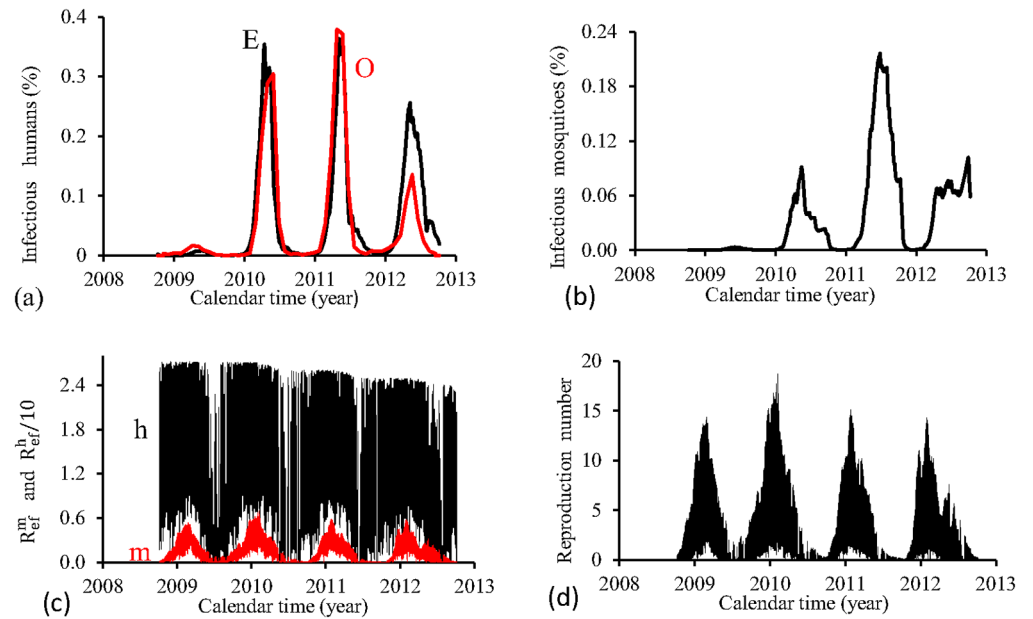 0.4
0.3
0.2
0.1
0
Infectious humans (%)
E
O
2008 2009 2010 2011 2012 2013
Calendar time (year)
(a)
0.24
0.18
0.12
0.06
0.00
Infectious mosquitoes (%)
2008 2009 2010 2011 2012 2013
Calendar time (year)
(b)
2.4
1.8
1.2
0.6
0.0
R^m_ef and R^h_ef/10
h
m
2008 2009 2010 2011 2012 2013
Calendar time (year)
(c)
20
15
10
5
0
Reproduction number
2008 2009 2010 2011 2012 2013
Calendar time (year)
(d)